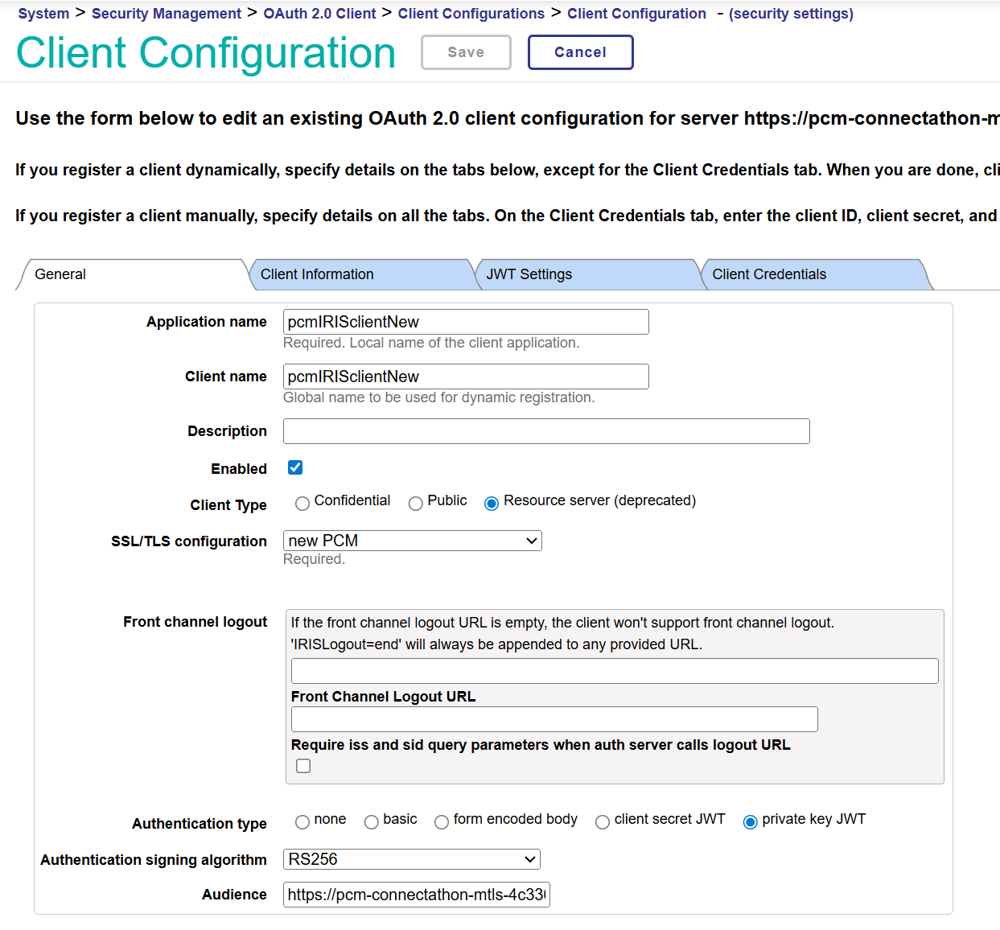 System > Security Management > OAuth 2.0 Client > Client Configurations > Client Configuration - (security settings)
Client Configuration
Save
Cancel
Use the form below to edit an existing OAuth 2.0 client configuration for server https://pcm-connectathon-m
If you register a client dynamically, specify details on the tabs below, except for the Client Credentials tab. When you are done, cli
If you register a client manually, specify details on all the tabs. On the Client Credentials tab, enter the client ID, client secret, and
General
Client Information
JWT Settings
Client Credentials
Application name
pcmIRISclientNew
Required. Local name of the client application.
Client name
pcmIRISclientNew
Global name to be used for dynamic registration.
Description
Enabled
Client Type
Confidential
Public
Resource server (deprecated)
SSL/TLS configuration
new PCM
Required.
Front channel logout
If the front channel logout URL is empty, the client won't support front channel logout.
'IRISLogout=end' will always be appended to any provided URL.
Front Channel Logout URL
Require iss and sid query parameters when auth server calls logout URL
Authentication type
none
basic
form encoded body
client secret JWT
private key JWT
Authentication signing algorithm
RS256
Audience
https://pcm-connectathon-mtls-4c33